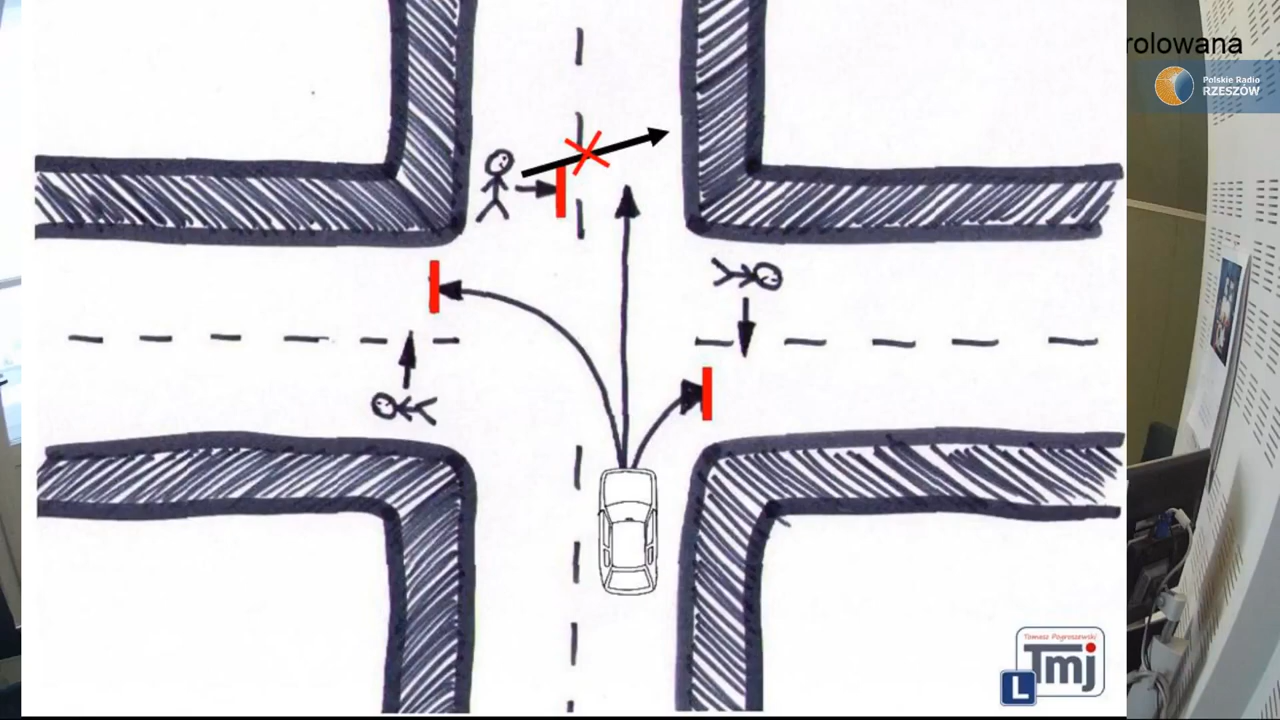 rolowana
Polskie Radio
RZESZÓW
Tomasz Pogroszewski
Tmj
L